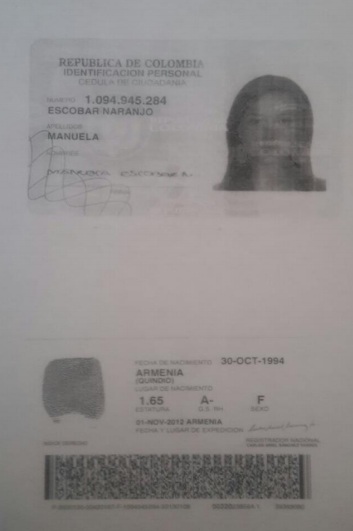 REPUBLICA DE COLOMBIA
IDENTIFICACION PERSONAL
CEDULA DE CIUDADANIA
NUMERO 1.094.945.284
ESCOBAR NARANJO
APELLIDOS
MANUELA
NOMBRES
FIRMA
FECHA DE NACIMIENTO 30-OCT-1994
ARMENIA
(QUINDIO)
LUGAR DE NACIMIENTO
1.65 A- F
ESTATURA G.S. RH SEXO
01-NOV-2012 ARMENIA
FECHA Y LUGAR DE EXPEDICION
INDICE DERECHO
REGISTRADOR NACIONAL